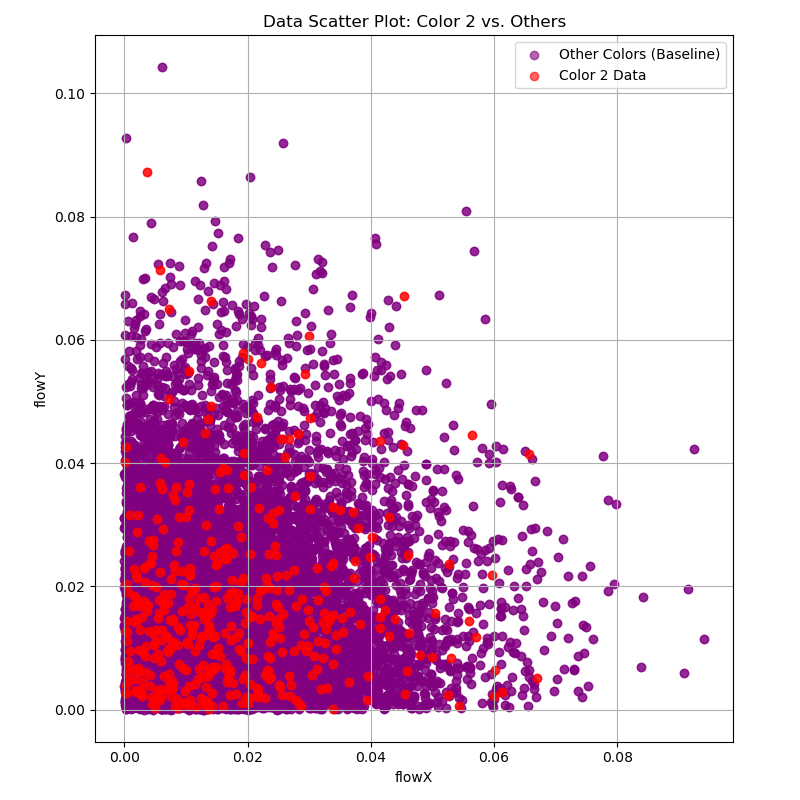 Data Scatter Plot: Color 2 vs. Others
Other Colors (Baseline)
Color 2 Data
0.10
0.08
0.06
0.04
0.02
0.00
flowY
0.00 0.02 0.04 0.06 0.08
flowX